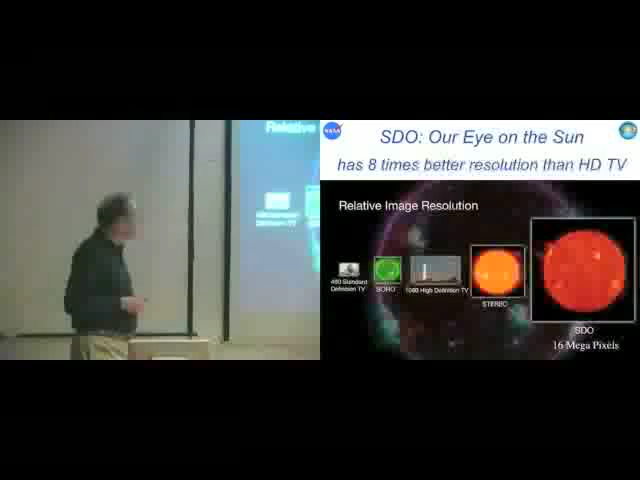 Relative
NASA
SDO: Our Eye on the Sun
has 8 times better resolution than HD TV
Relative Image Resolution
480 Standard
Definition TV
SOHO
1080 High Definition TV
STEREO
SDO
16 Mega Pixels